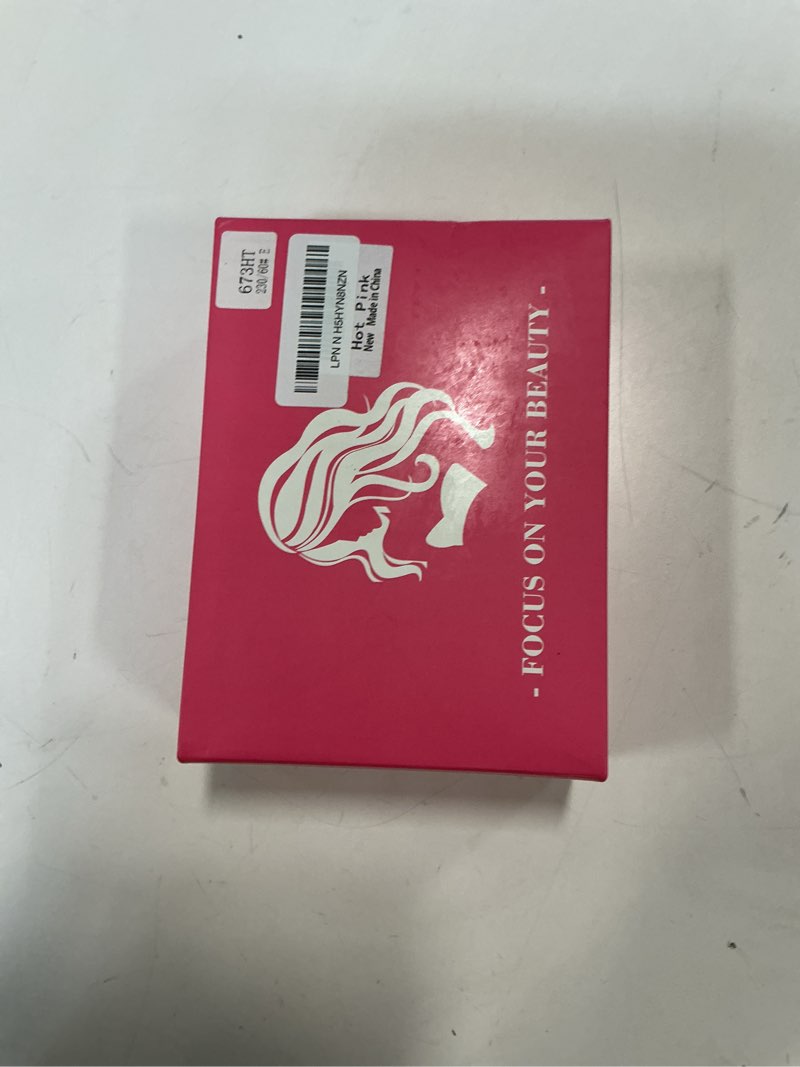 673HT
230/60# E
LPN N H5HYN8NZN
Hot Pink
New Made in China
- FOCUS ON YOUR BEAUTY -